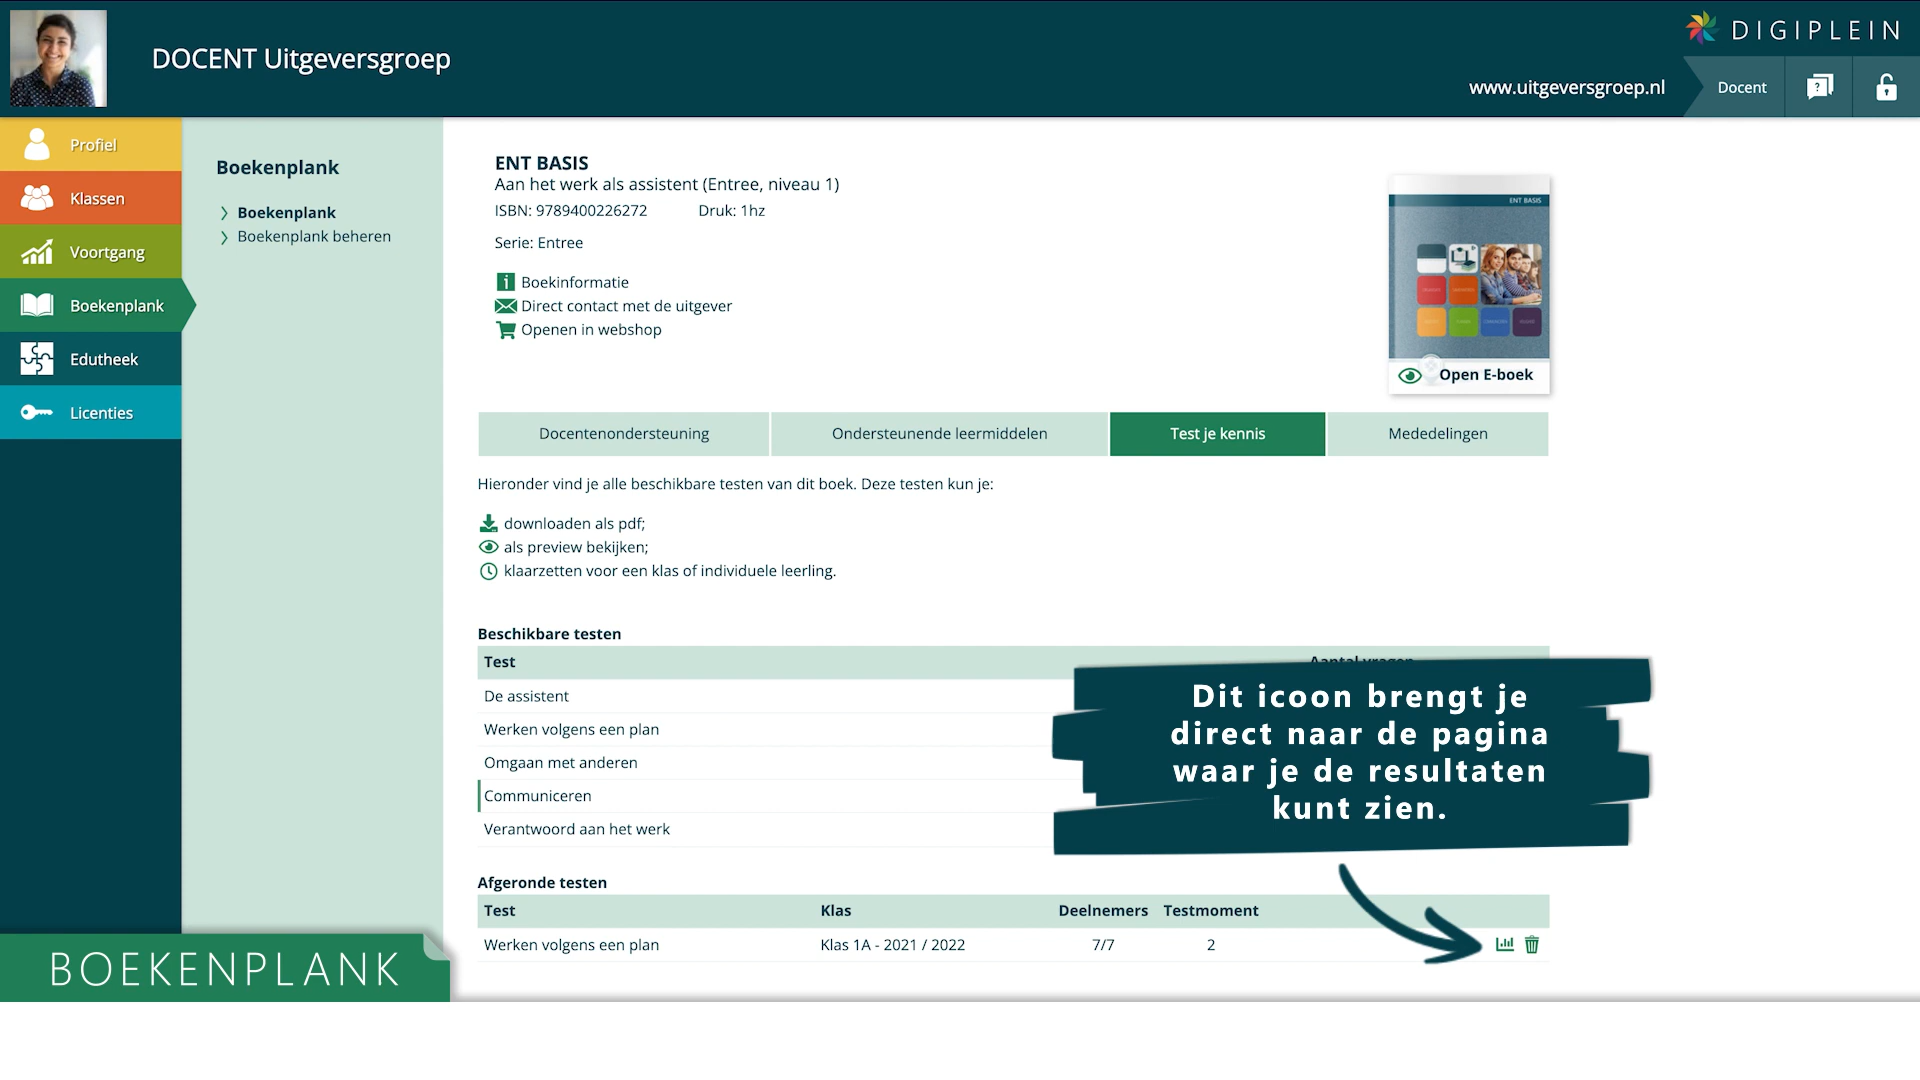 DOCENT Uitgeversgroep
DIGIPLEIN
www.uitgeversgroep.nl
Docent
Profiel
Klassen
Voortgang
Boekenplank
Edutheek
Licenties
Boekenplank
Boekenplank
Boekenplank beheren
ENT BASIS
Aan het werk als assistent (Entree, niveau 1)
ISBN: 9789400226272 Druk: 1hz
Serie: Entree
Boekinformatie
Direct contact met de uitgever
Openen in webshop
ENT BASIS
Open E-boek
Docentenondersteuning
Ondersteunende leermiddelen
Test je kennis
Mededelingen
Hieronder vind je alle beschikbare testen van dit boek. Deze testen kun je:
downloaden als pdf;
als preview bekijken;
klaarzetten voor een klas of individuele leerling.
Beschikbare testen
Test Aantal vragen
De assistent
Werken volgens een plan
Omgaan met anderen
Communiceren
Verantwoord aan het werk
Dit icoon brengt je
direct naar de pagina
waar je de resultaten
kunt zien.
Afgeronde testen
Test Klas Deelnemers Testmoment
Werken volgens een plan Klas 1A - 2021 / 2022 7/7 2
BOEKENPLANK